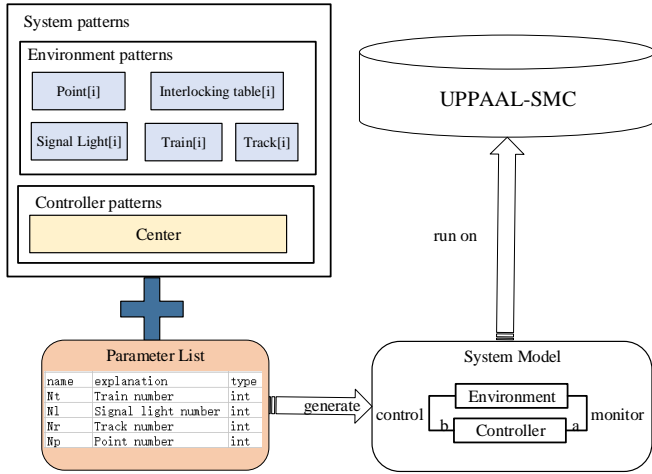 System patterns
Environment patterns
Point[i]
Interlocking table[i]
Signal Light[i]
Train[i]
Track[i]
Controller patterns
Center
UPPAAL-SMC
run on
Parameter List
name explanation type
Nt Train number int
Nl Signal light number int
Nr Track number int
Np Point number int
generate
System Model
Environment
control
monitor
b
a
Controller